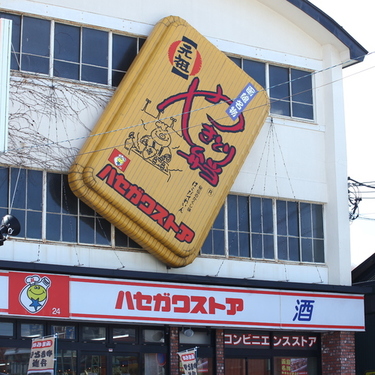 【元祖】
函館名物
やきとり弁当
ハセガワストア
ハセガワストア
酒
24
コンビニエンスストア